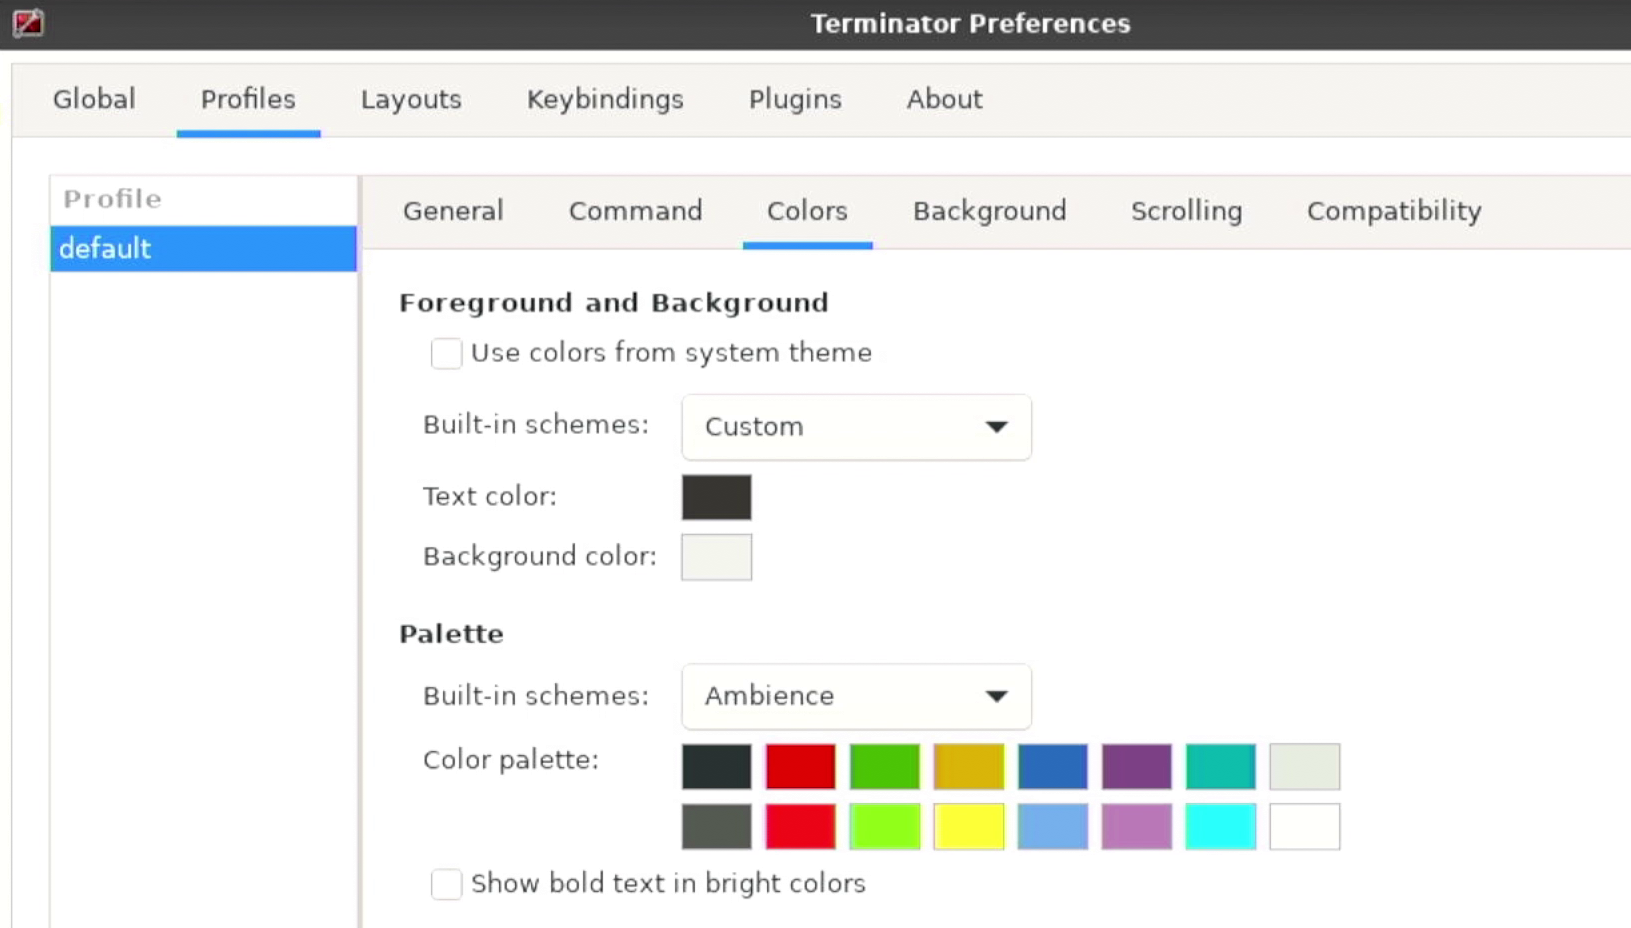 Terminator Preferences
Global Profiles Layouts Keybindings Plugins About
Profile
default
General Command Colors Background Scrolling Compatibility
Foreground and Background
Use colors from system theme
Built-in schemes: Custom
Text color:
Background color:
Palette
Built-in schemes: Ambience
Color palette:
Show bold text in bright colors